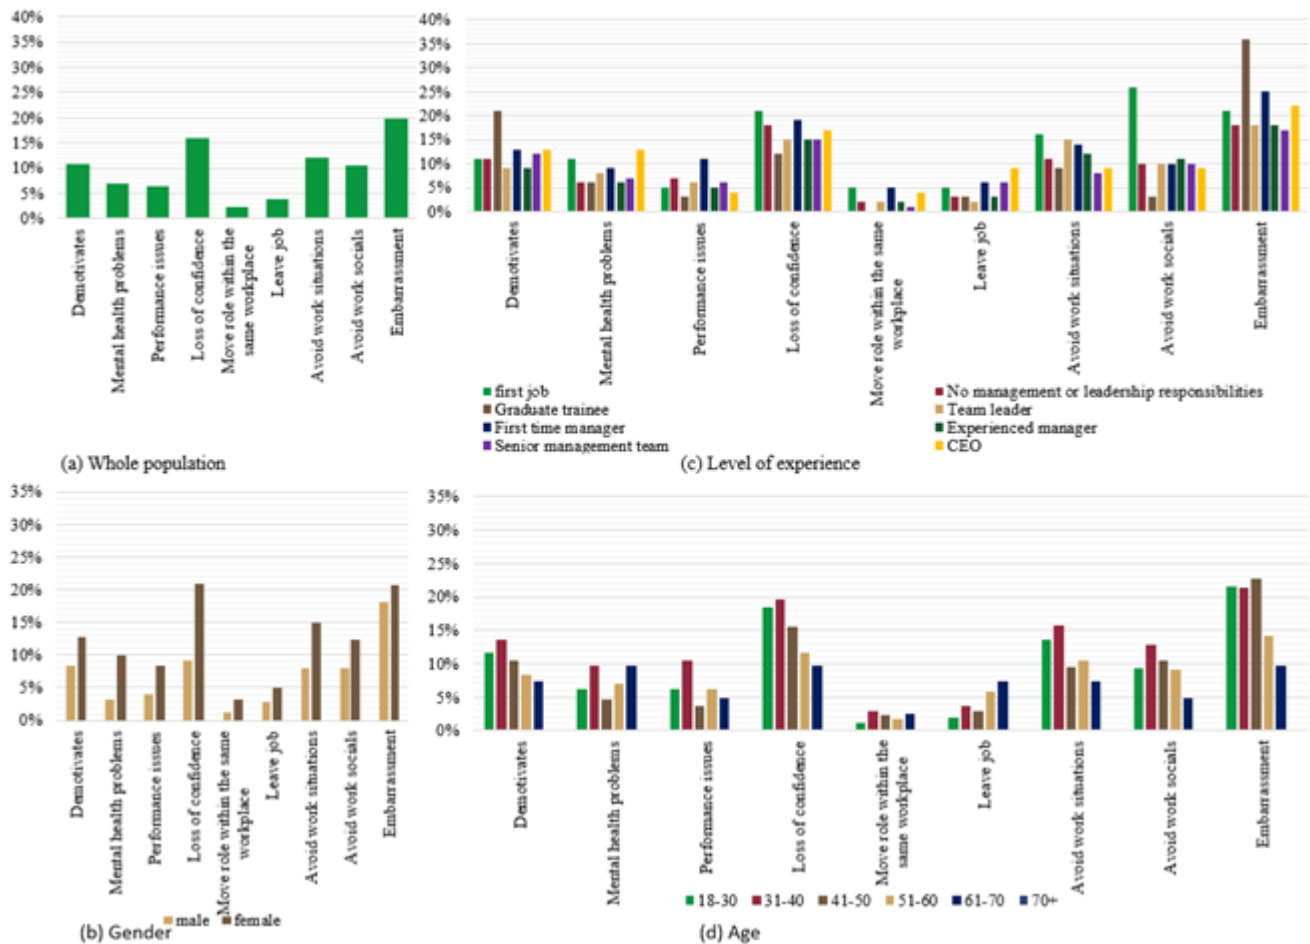 40%
35%
30%
25%
20%
15%
10%
5%
0%
Demotivates
Mental health problems
Performance issues
Loss of confidence
Move role within the
same workplace
Leave job
Avoid work situations
Avoid work socials
Embarrassment
(a) Whole population
40%
35%
30%
25%
20%
15%
10%
5%
0%
Demotivates
Mental health problems
Performance issues
Loss of confidence
Move role within the same
workplace
Leave job
Avoid work situations
Avoid work socials
Embarrassment
first job
No management or leadership responsibilities
Graduate trainee
Team leader
First time manager
Experienced manager
Senior management team
CEO
(c) Level of experience
35%
30%
25%
20%
15%
10%
5%
0%
Demotivates
Mental health problems
Performance issues
Loss of confidence
Move role within the same
workplace
Leave job
Avoid work situations
Avoid work socials
Embarrassment
male female
(b) Gender
35%
30%
25%
20%
15%
10%
5%
0%
Demotivates
Mental health problems
Performance issues
Loss of confidence
Move role within the
same workplace
Leave job
Avoid work situations
Avoid work socials
Embarrassment
18-30 31-40 41-50 51-60 61-70 70+
(d) Age